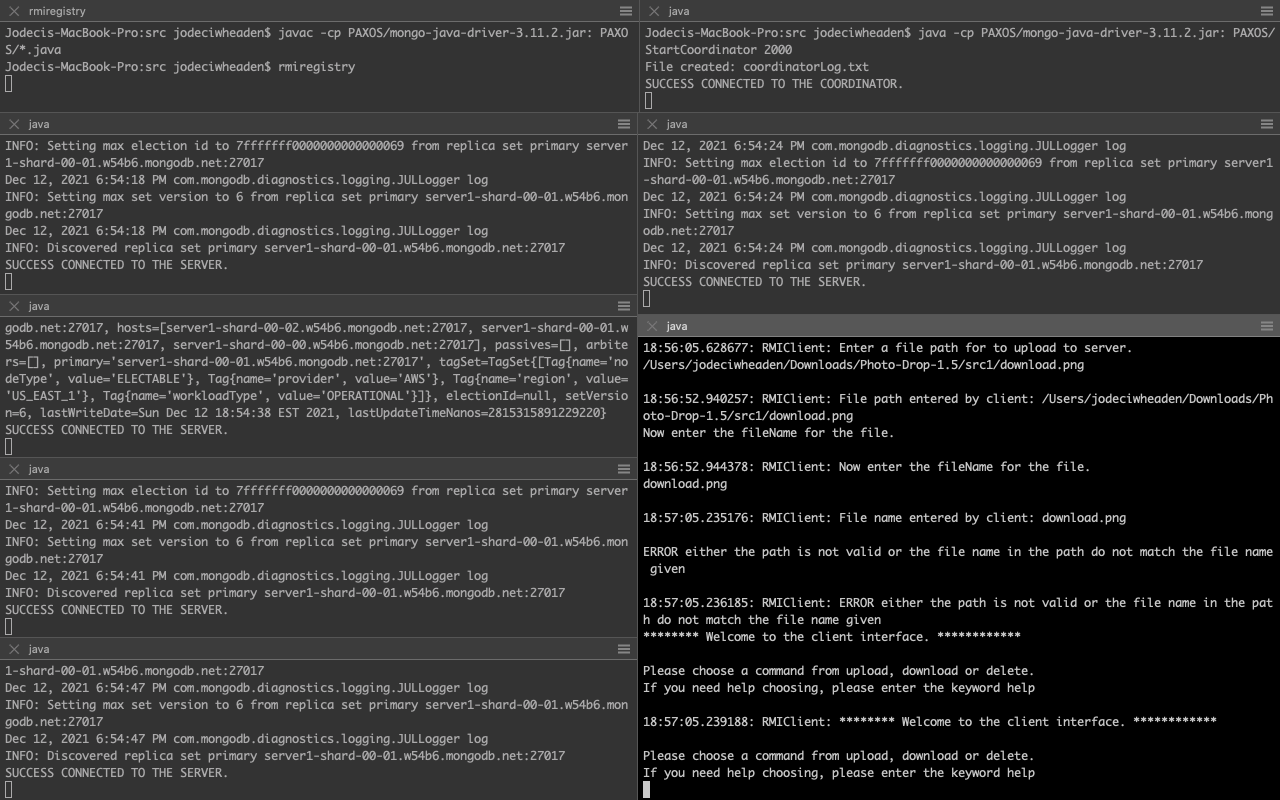 rmiregistry
Jodecis-MacBook-Pro:src jodeciwheaden$ javac -cp PAXOS/mongo-java-driver-3.11.2.jar: PAXO
S/*.java
Jodecis-MacBook-Pro:src jodeciwheaden$ rmiregistry
java
Jodecis-MacBook-Pro:src jodeciwheaden$ java -cp PAXOS/mongo-java-driver-3.11.2.jar: PAXOS/
StartCoordinator 2000
File created: coordinatorLog.txt
SUCCESS CONNECTED TO THE COORDINATOR.
java
INFO: Setting max election id to 7fffffff0000000000000069 from replica set primary server
1-shard-00-01.w54b6.mongodb.net:27017
Dec 12, 2021 6:54:18 PM com.mongodb.diagnostics.logging.JULLogger log
INFO: Setting max set version to 6 from replica set primary server1-shard-00-01.w54b6.mon
godb.net:27017
Dec 12, 2021 6:54:18 PM com.mongodb.diagnostics.logging.JULLogger log
INFO: Discovered replica set primary server1-shard-00-01.w54b6.mongodb.net:27017
SUCCESS CONNECTED TO THE SERVER.
java
Dec 12, 2021 6:54:24 PM com.mongodb.diagnostics.logging.JULLogger log
INFO: Setting max election id to 7fffffff0000000000000069 from replica set primary server1
-shard-00-01.w54b6.mongodb.net:27017
Dec 12, 2021 6:54:24 PM com.mongodb.diagnostics.logging.JULLogger log
INFO: Setting max set version to 6 from replica set primary server1-shard-00-01.w54b6.mong
odb.net:27017
Dec 12, 2021 6:54:24 PM com.mongodb.diagnostics.logging.JULLogger log
INFO: Discovered replica set primary server1-shard-00-01.w54b6.mongodb.net:27017
SUCCESS CONNECTED TO THE SERVER.
java
godb.net:27017, hosts=[server1-shard-00-02.w54b6.mongodb.net:27017, server1-shard-00-01.w
54b6.mongodb.net:27017, server1-shard-00-00.w54b6.mongodb.net:27017], passives=[], arbite
rs=[], primary='server1-shard-00-01.w54b6.mongodb.net:27017', tagSet=TagSet{[Tag{name='no
deType', value='ELECTABLE'}, Tag{name='provider', value='AWS'}, Tag{name='region', value=
'US_EAST_1'}, Tag{name='workloadType', value='OPERATIONAL'}]}, electionId=null, setVersio
n=6, lastWriteDate=Sun Dec 12 18:54:38 EST 2021, lastUpdateTimeNanos=2815315891229220}
SUCCESS CONNECTED TO THE SERVER.
java
INFO: Setting max election id to 7fffffff0000000000000069 from replica set primary server
1-shard-00-01.w54b6.mongodb.net:27017
Dec 12, 2021 6:54:41 PM com.mongodb.diagnostics.logging.JULLogger log
INFO: Setting max set version to 6 from replica set primary server1-shard-00-01.w54b6.mon
godb.net:27017
Dec 12, 2021 6:54:41 PM com.mongodb.diagnostics.logging.JULLogger log
INFO: Discovered replica set primary server1-shard-00-01.w54b6.mongodb.net:27017
SUCCESS CONNECTED TO THE SERVER.
java
1-shard-00-01.w54b6.mongodb.net:27017
Dec 12, 2021 6:54:47 PM com.mongodb.diagnostics.logging.JULLogger log
INFO: Setting max set version to 6 from replica set primary server1-shard-00-01.w54b6.mon
godb.net:27017
Dec 12, 2021 6:54:47 PM com.mongodb.diagnostics.logging.JULLogger log
INFO: Discovered replica set primary server1-shard-00-01.w54b6.mongodb.net:27017
SUCCESS CONNECTED TO THE SERVER.
java
18:56:05.628677: RMIClient: Enter a file path for to upload to server.
/Users/jodeciwheaden/Downloads/Photo-Drop-1.5/src1/download.png
18:56:52.940257: RMIClient: File path entered by client: /Users/jodeciwheaden/Downloads/Ph
oto-Drop-1.5/src1/download.png
Now enter the fileName for the file.
18:56:52.944378: RMIClient: Now enter the fileName for the file.
download.png
18:57:05.235176: RMIClient: File name entered by client: download.png
ERROR either the path is not valid or the file name in the path do not match the file name
given
18:57:05.236185: RMIClient: ERROR either the path is not valid or the file name in the pat
h do not match the file name given
******** Welcome to the client interface. ************
Please choose a command from upload, download or delete.
If you need help choosing, please enter the keyword help
18:57:05.239188: RMIClient: ******** Welcome to the client interface. ************
Please choose a command from upload, download or delete.
If you need help choosing, please enter the keyword help